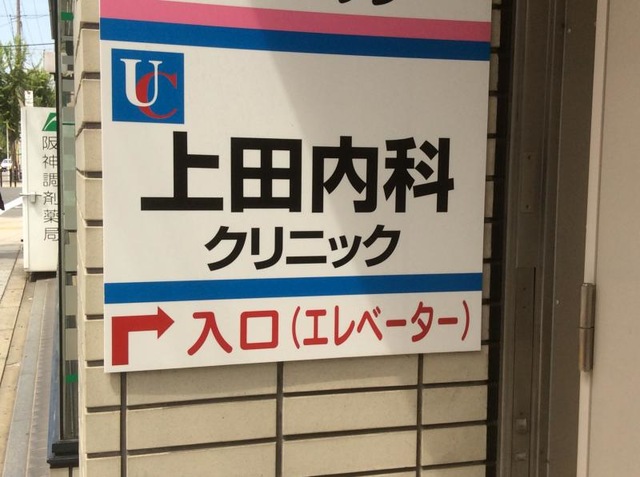 UC
上田内科
クリニック
入口(エレベーター)
阪神調剤薬局